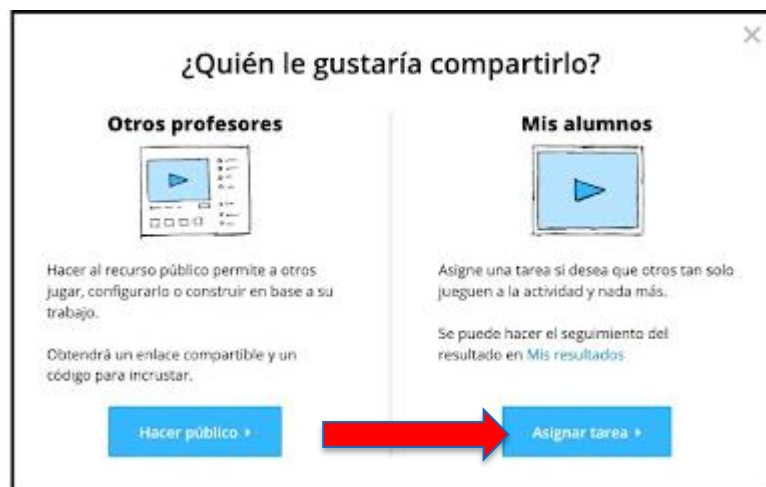 ¿Quién le gustaría compartirlo?
Otros profesores
Hacer al recurso público permite a otros
jugar, configurarlo o construir en base a su
trabajo.
Obtendrá un enlace compartible y un
código para incrustar.
Hacer público
Mis alumnos
Asigne una tarea si desea que otros tan solo
jueguen a la actividad y nada más.
Se puede hacer el seguimiento del
resultado en Mis resultados
Asignar tarea